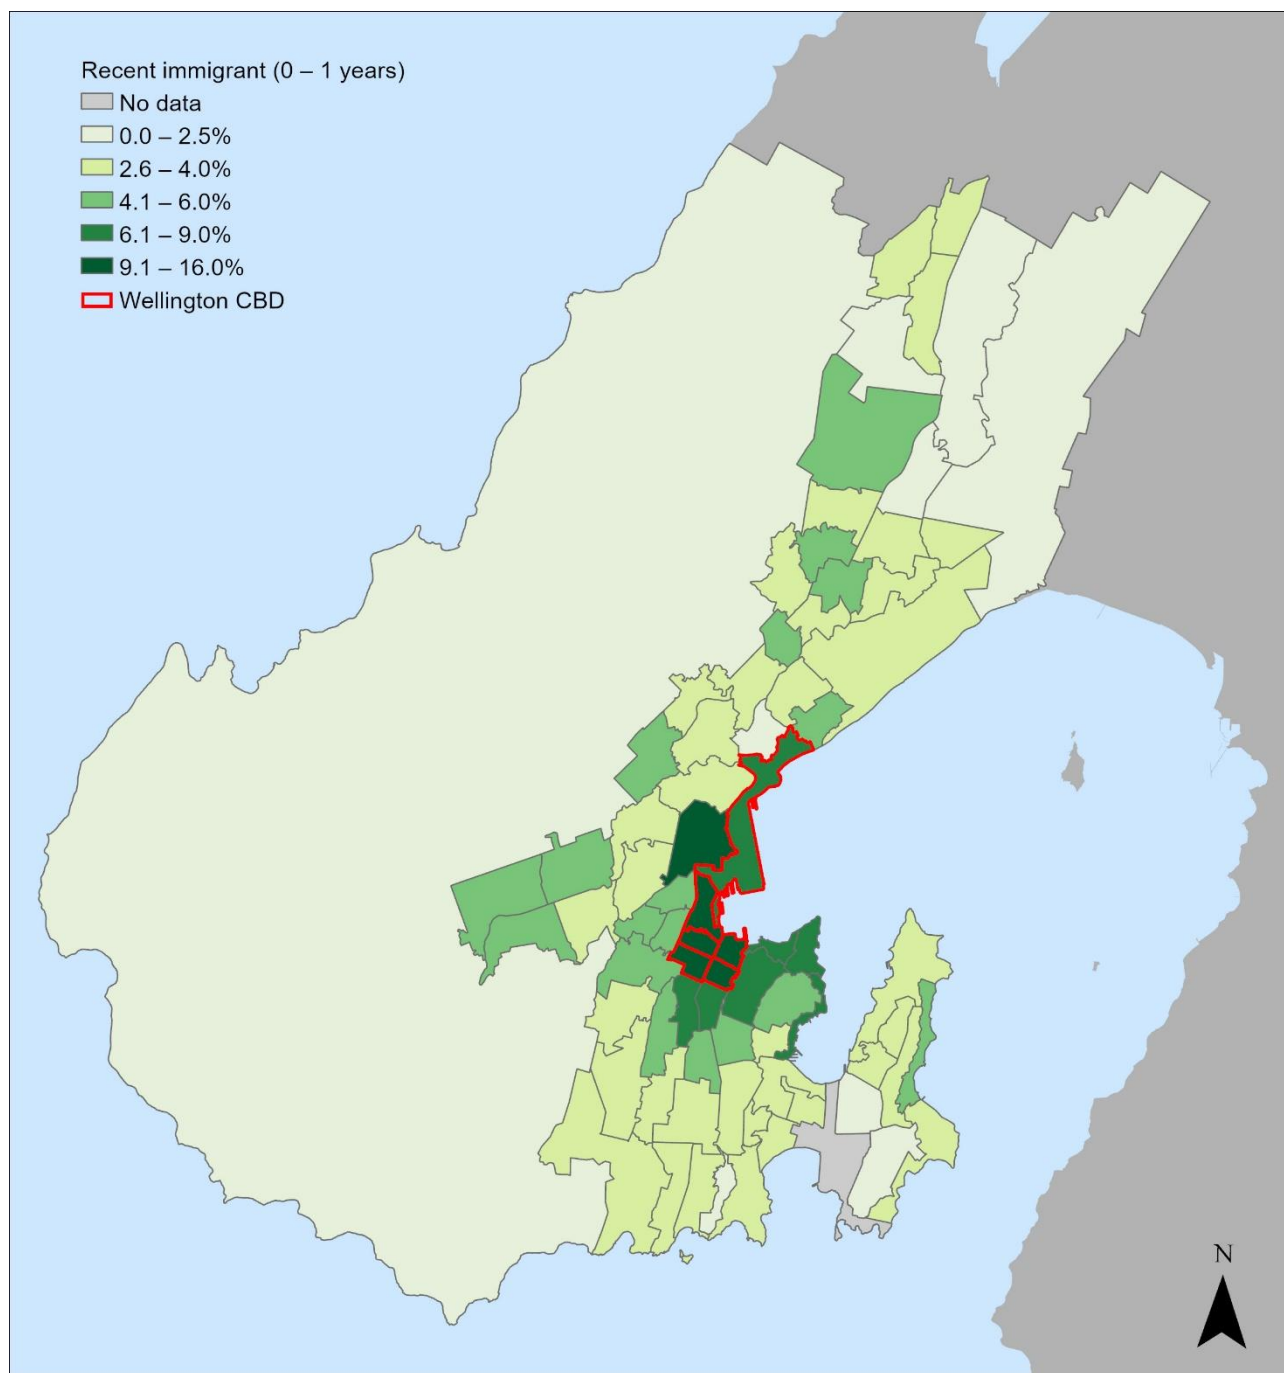 Recent immigrant (0 – 1 years)
No data
0.0 – 2.5%
2.6 – 4.0%
4.1 – 6.0%
6.1 – 9.0%
9.1 – 16.0%
Wellington CBD
N